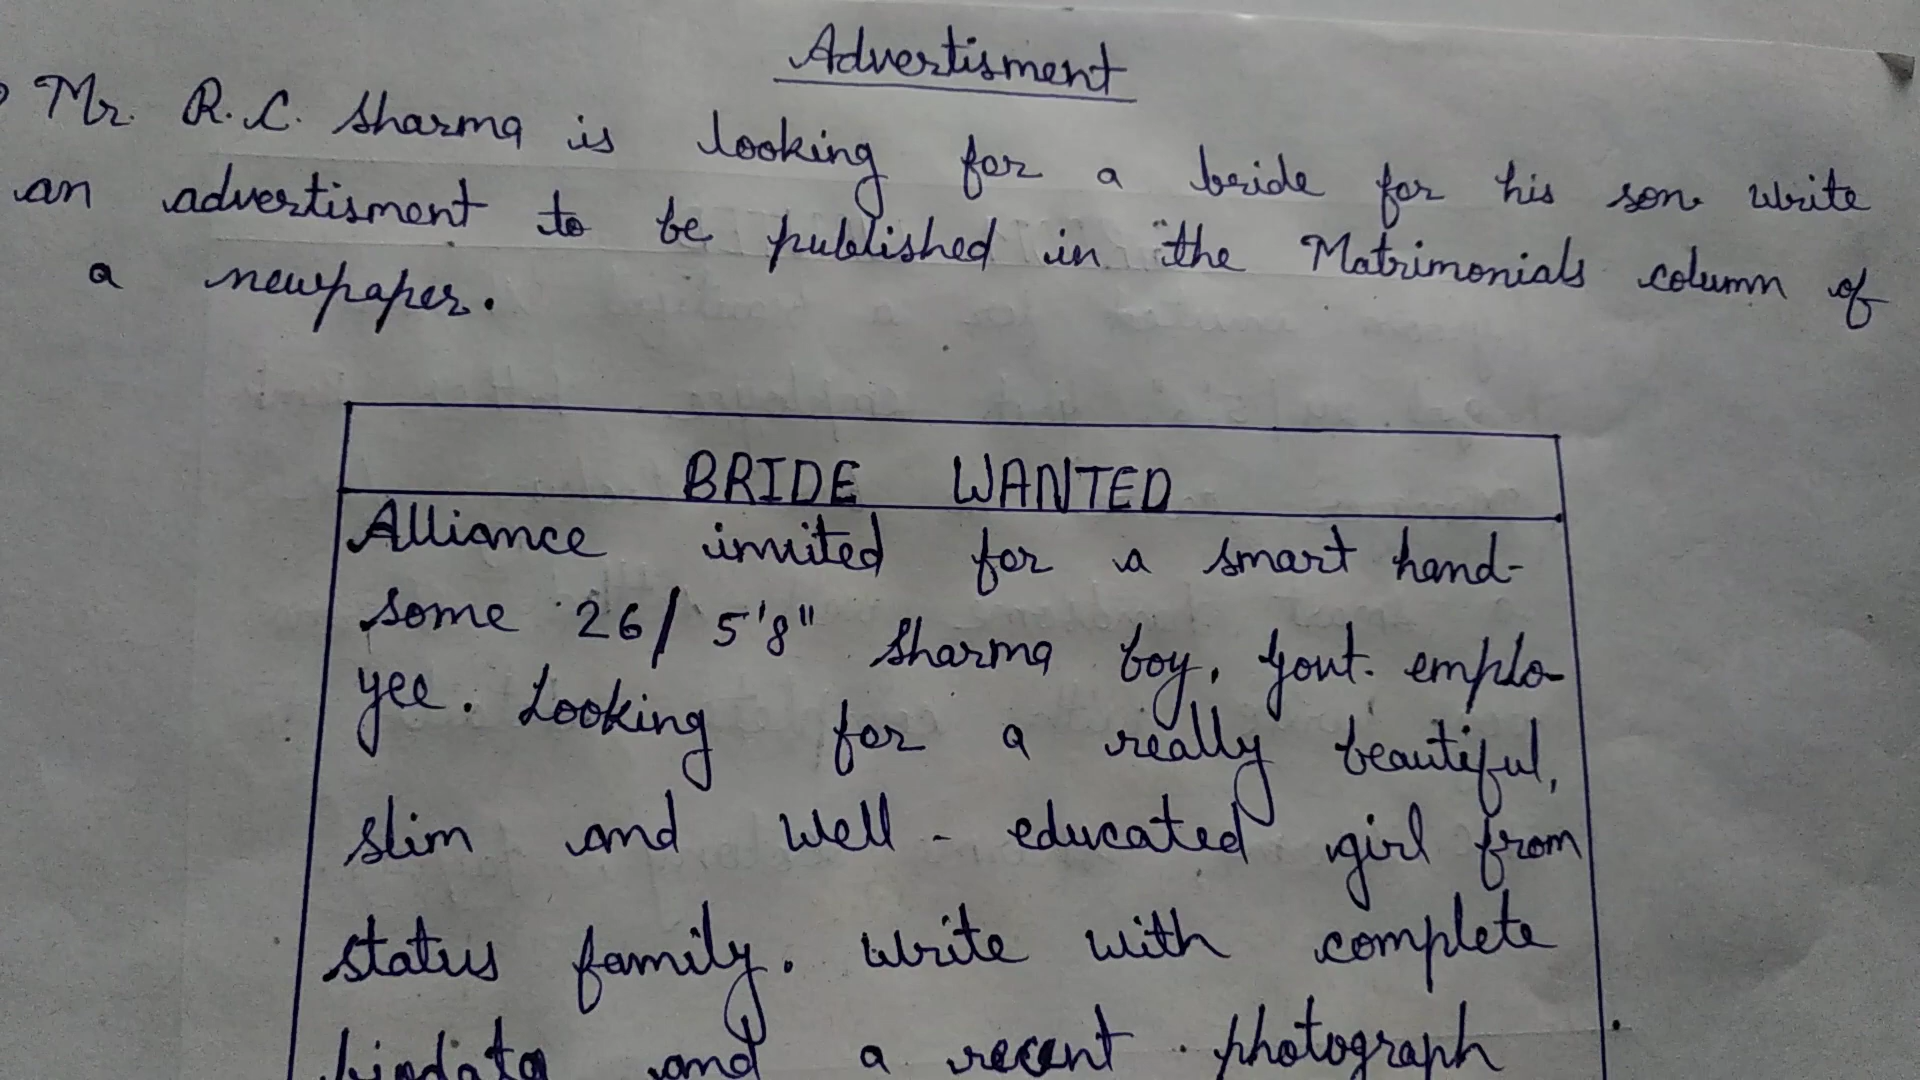 Advertisment
Mr. R.C. Sharma is looking for a bride for his son. Write
an advertisment to be published in the Matrimonials column of
a newpaper.
BRIDE WANTED
Alliance invited for a smart hand-
some 26/ 5'8" Sharma boy, Govt. emplo-
yee. Looking for a really beautiful,
slim and well-educated girl from
status family. Write with complete
biodata and a recent photograph